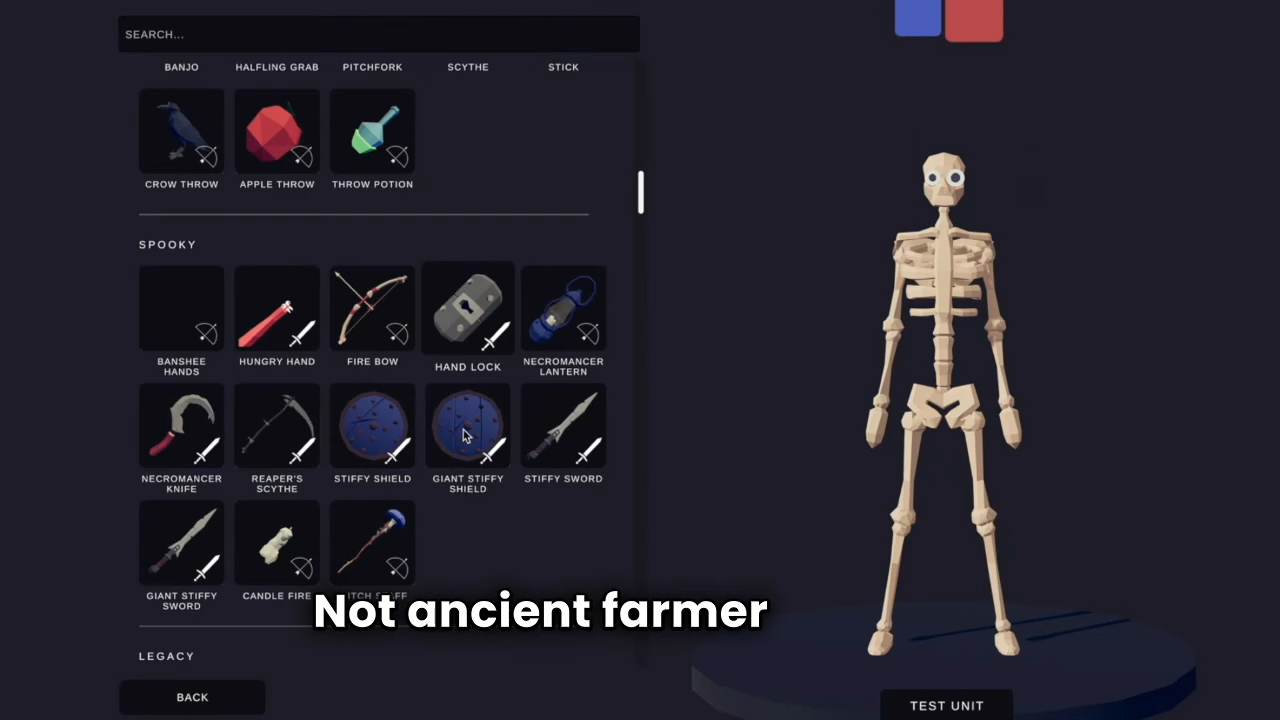 SEARCH...
BANJO HALFLING GRAB PITCHFORK SCYTHE STICK
CROW THROW APPLE THROW THROW POTION
SPOOKY
BANSHEE HANDS HUNGRY HAND FIRE BOW HAND LOCK NECROMANCER LANTERN
NECROMANCER KNIFE REAPER'S SCYTHE STIFFY SHIELD GIANT STIFFY SHIELD STIFFY SWORD
GIANT STIFFY SWORD CANDLE FIRE
Not ancient farmer
LEGACY
BACK
TEST UNIT